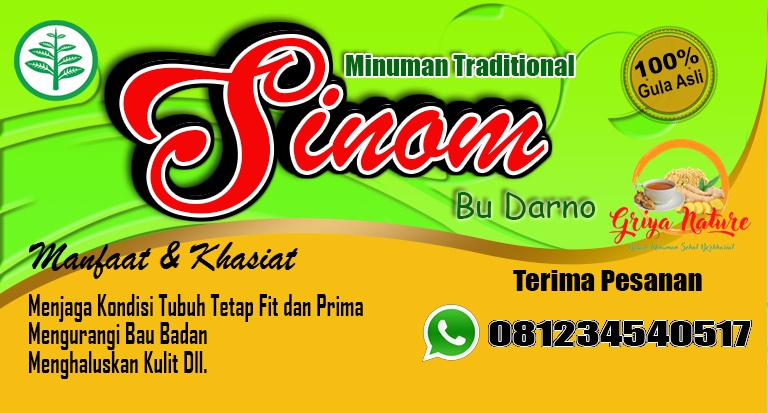 Minuman Traditional
Sinom
Bu Darno
100%
Gula Asli
Griya Nature
Manfaat & Khasiat
Menjaga Kondisi Tubuh Tetap Fit dan Prima
Mengurangi Bau Badan
Menghaluskan Kulit Dll.
Terima Pesanan
081234540517